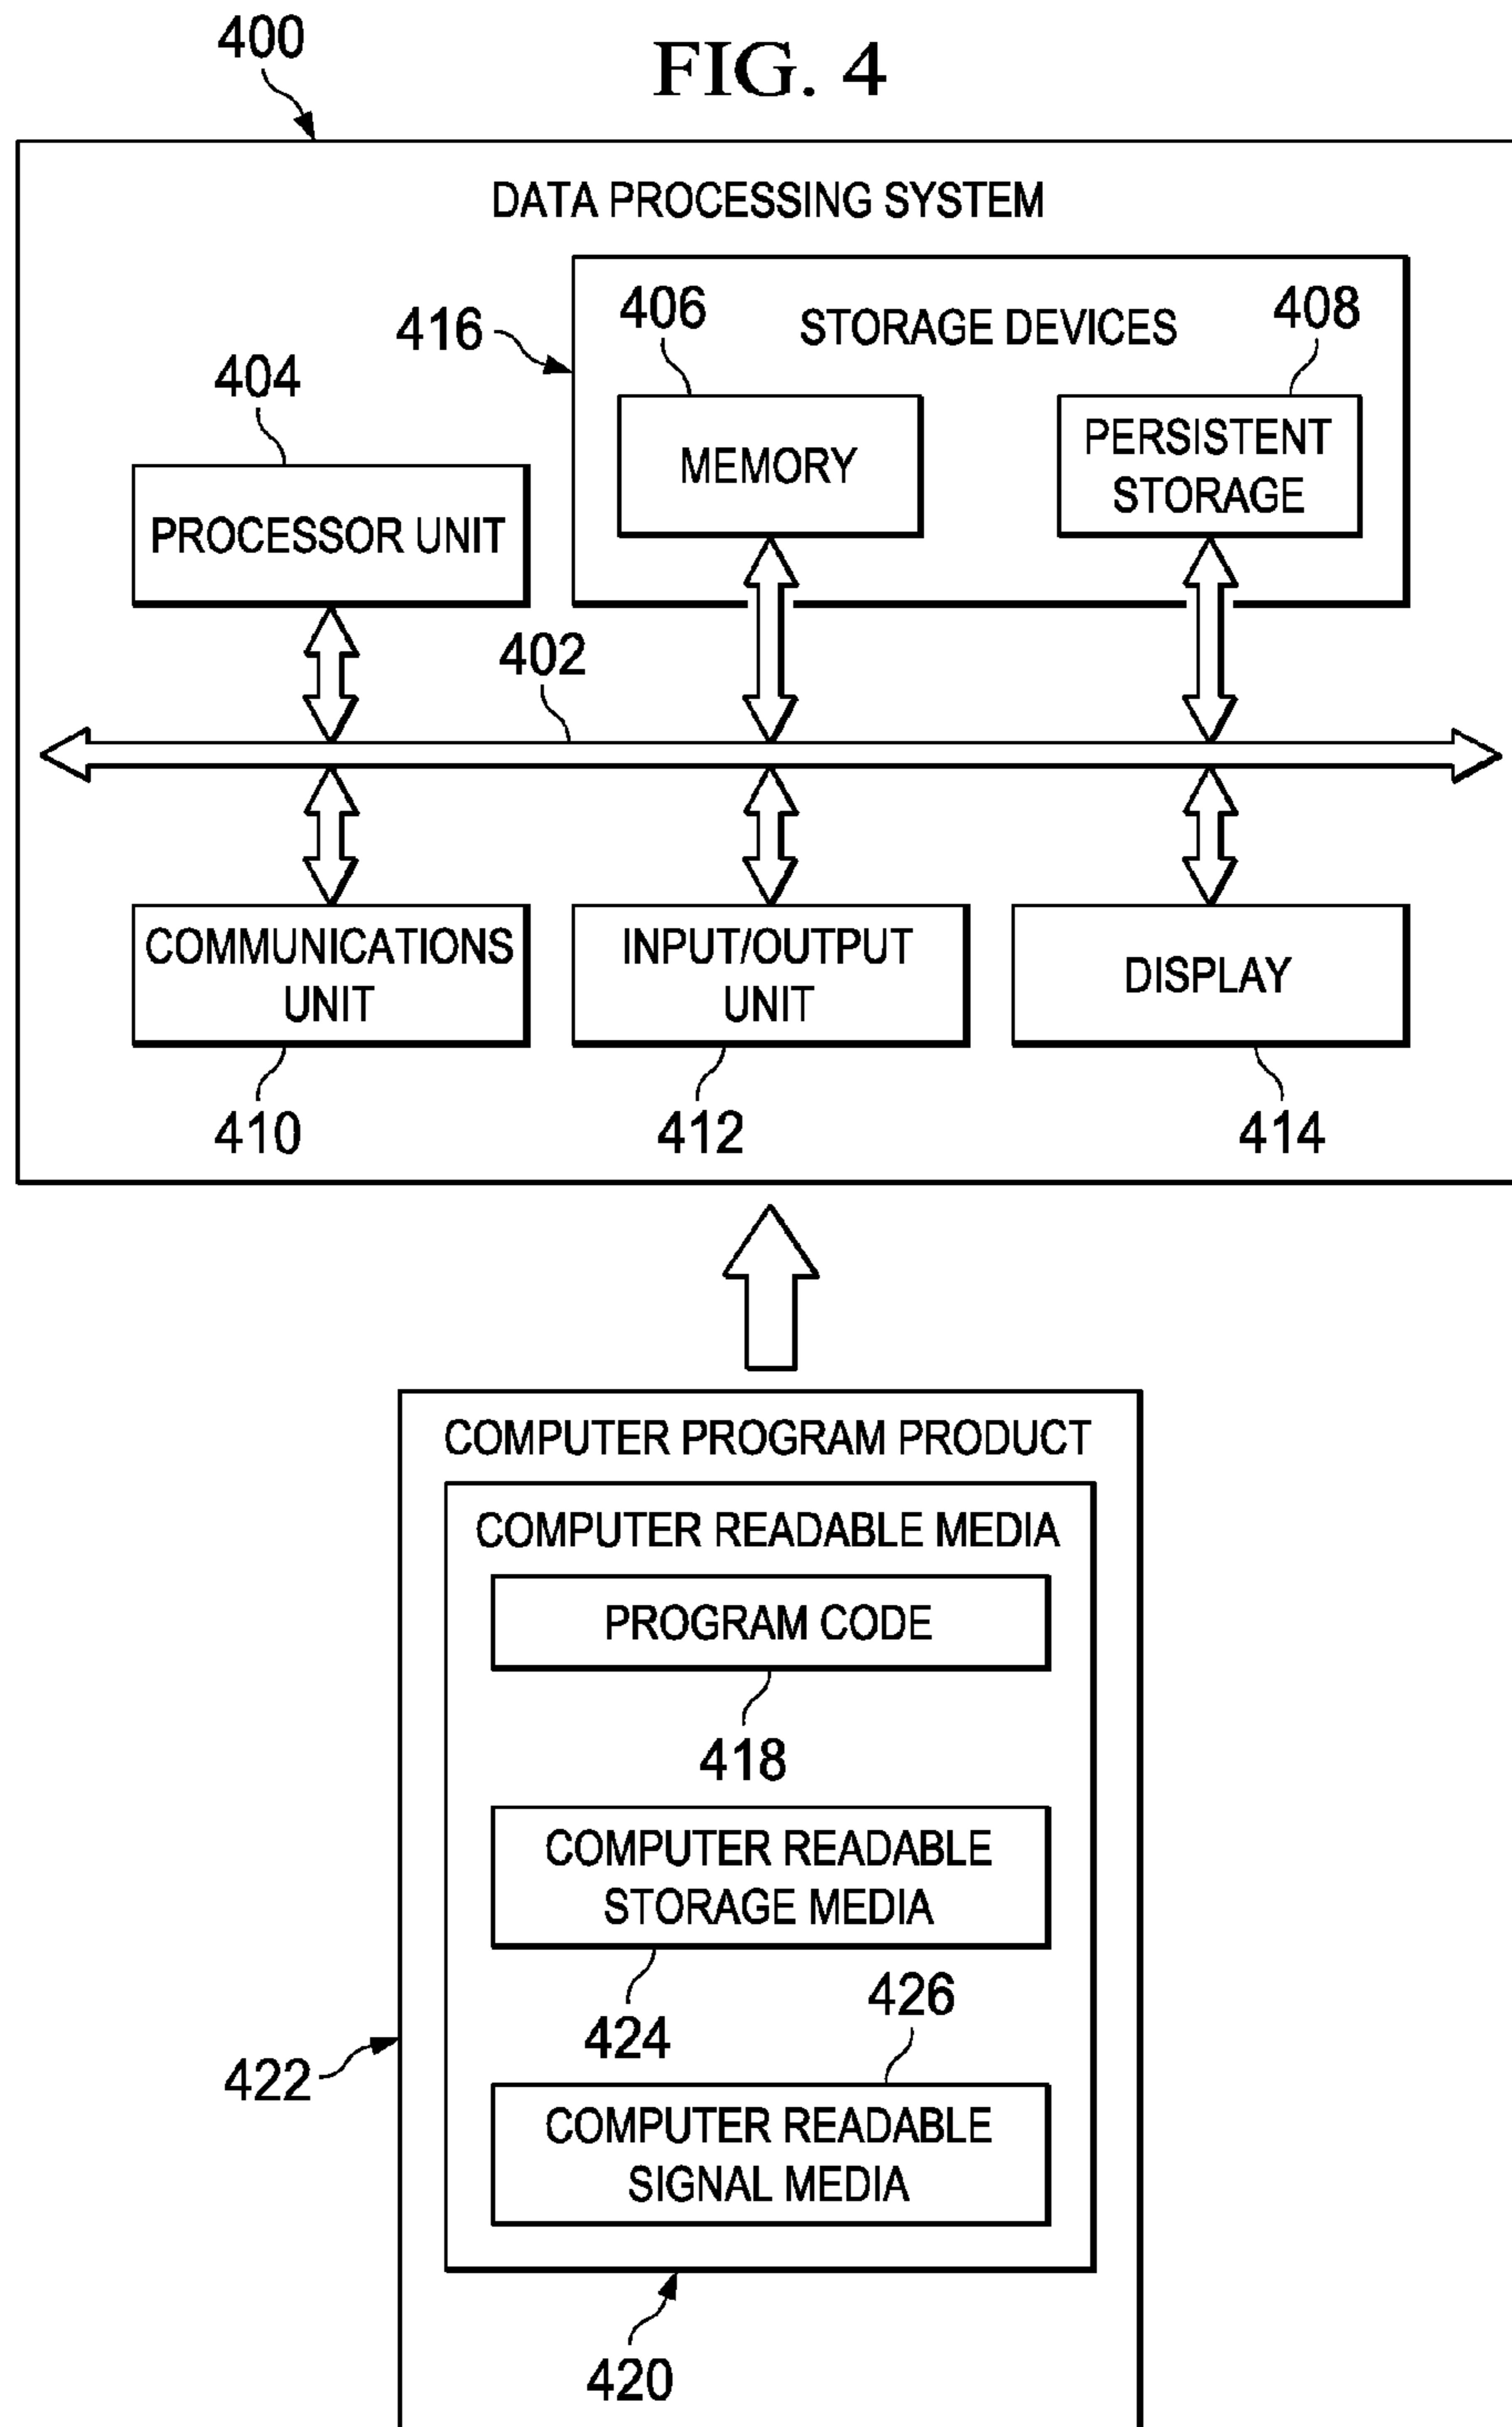 400
FIG. 4
DATA PROCESSING SYSTEM
416
406
STORAGE DEVICES
408
404
MEMORY
PERSISTENT
STORAGE
PROCESSOR UNIT
402
COMMUNICATIONS
UNIT
INPUT/OUTPUT
UNIT
DISPLAY
410
412
414
COMPUTER PROGRAM PRODUCT
COMPUTER READABLE MEDIA
PROGRAM CODE
418
COMPUTER READABLE
STORAGE MEDIA
424
426
422
COMPUTER READABLE
SIGNAL MEDIA
420